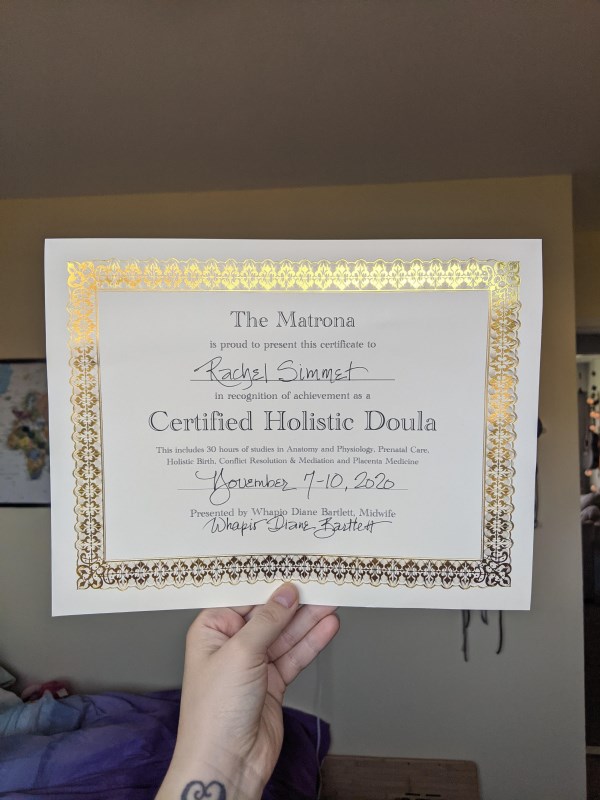 The Matrona
is proud to present this certificate to
Rachel Simmet
in recognition of achievement as a
Certified Holistic Doula
This includes 30 hours of studies in Anatomy and Physiology, Prenatal Care,
Holistic Birth, Conflict Resolution & Mediation and Placenta Medicine
November 7-10, 2020
Presented by Whapio Diane Bartlett, Midwife
Whapio Diane Bartlett